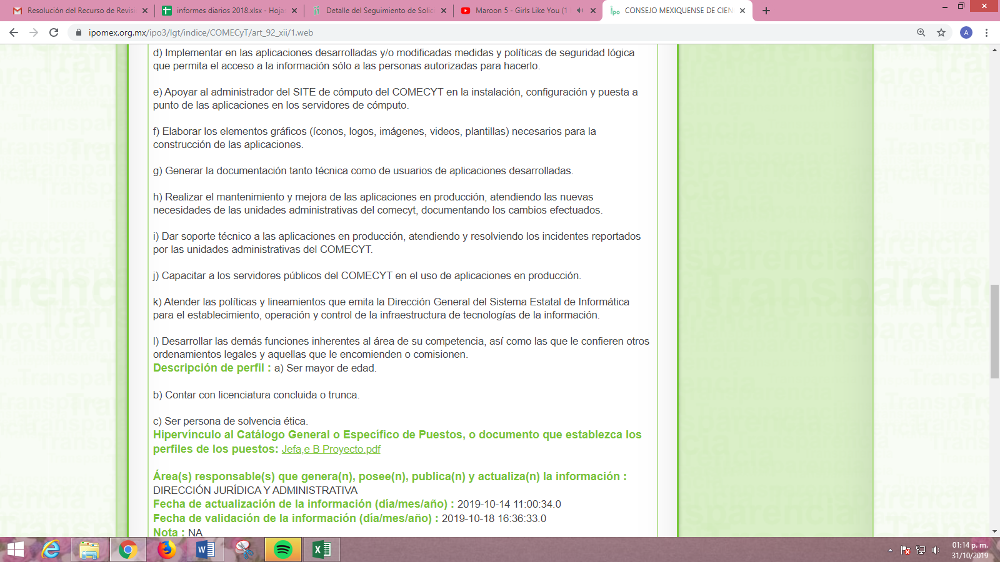 Resolución del Recurso de Revisi
informes diarios 2018.xlsx - Hoja
Detalle del Seguimiento de Solic
Maroon 5 - Girls Like You (1
CONSEJO MEXIQUENSE DE CIEN
ipomex.org.mx/ipo3/lgt/indice/COMECyT/art_92_xii/1.web
A
d) Implementar en las aplicaciones desarrolladas y/o modificadas medidas y políticas de seguridad lógica
que permita el acceso a la información sólo a las personas autorizadas para hacerlo.
e) Apoyar al administrador del SITE de cómputo del COMECYT en la instalación, configuración y puesta a
punto de las aplicaciones en los servidores de cómputo.
f) Elaborar los elementos gráficos (íconos, logos, imágenes, videos, plantillas) necesarios para la
construcción de las aplicaciones.
g) Generar la documentación tanto técnica como de usuarios de aplicaciones desarrolladas.
h) Realizar el mantenimiento y mejora de las aplicaciones en producción, atendiendo las nuevas
necesidades de las unidades administrativas del comecyt, documentando los cambios efectuados.
i) Dar soporte técnico a las aplicaciones en producción, atendiendo y resolviendo los incidentes reportados
por las unidades administrativas del COMECYT.
j) Capacitar a los servidores públicos del COMECYT en el uso de aplicaciones en producción.
k) Atender las políticas y lineamientos que emita la Dirección General del Sistema Estatal de Informática
para el establecimiento, operación y control de la infraestructura de tecnologías de la información.
l) Desarrollar las demás funciones inherentes al área de su competencia, así como las que le confieren otros
ordenamientos legales y aquellas que le encomienden o comisionen.
Descripción de perfil : a) Ser mayor de edad.
b) Contar con licenciatura concluida o trunca.
c) Ser persona de solvencia ética.
Hipervínculo al Catálogo General o Específico de Puestos, o documento que establezca los
perfiles de los puestos: Jefa,e B Proyecto.pdf
Área(s) responsable(s) que genera(n), posee(n), publica(n) y actualiza(n) la información :
DIRECCIÓN JURÍDICA Y ADMINISTRATIVA
Fecha de actualización de la información (día/mes/año) : 2019-10-14 11:00:34.0
Fecha de validación de la información (día/mes/año) : 2019-10-18 16:36:33.0
Nota : NA
01:14 p. m.
31/10/2019